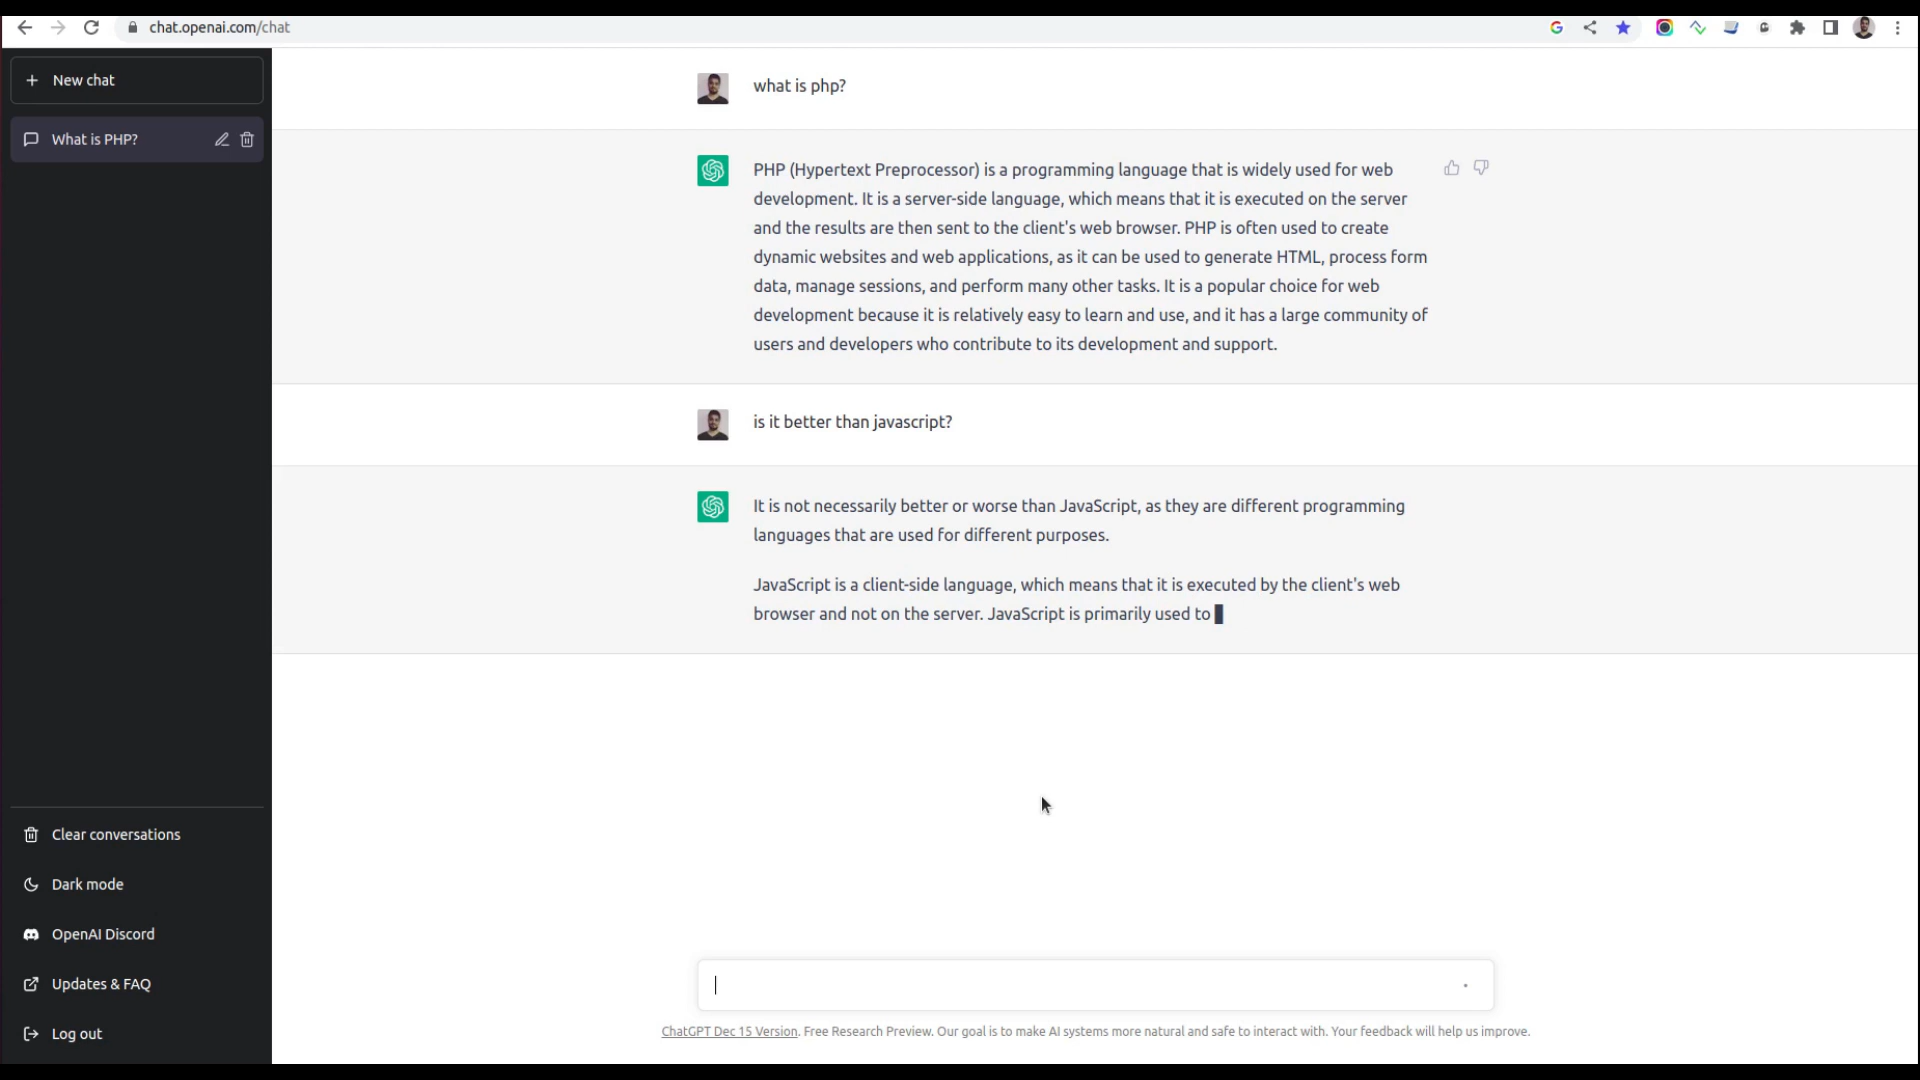 chat.openai.com/chat
New chat
What is PHP?
what is php?
PHP (Hypertext Preprocessor) is a programming language that is widely used for web
development. It is a server-side language, which means that it is executed on the server
and the results are then sent to the client's web browser. PHP is often used to create
dynamic websites and web applications, as it can be used to generate HTML, process form
data, manage sessions, and perform many other tasks. It is a popular choice for web
development because it is relatively easy to learn and use, and it has a large community of
users and developers who contribute to its development and support.
is it better than javascript?
It is not necessarily better or worse than JavaScript, as they are different programming
languages that are used for different purposes.
JavaScript is a client-side language, which means that it is executed by the client's web
browser and not on the server. JavaScript is primarily used to
Clear conversations
Dark mode
OpenAI Discord
Updates & FAQ
Log out
ChatGPT Dec 15 Version. Free Research Preview. Our goal is to make AI systems more natural and safe to interact with. Your feedback will help us improve.